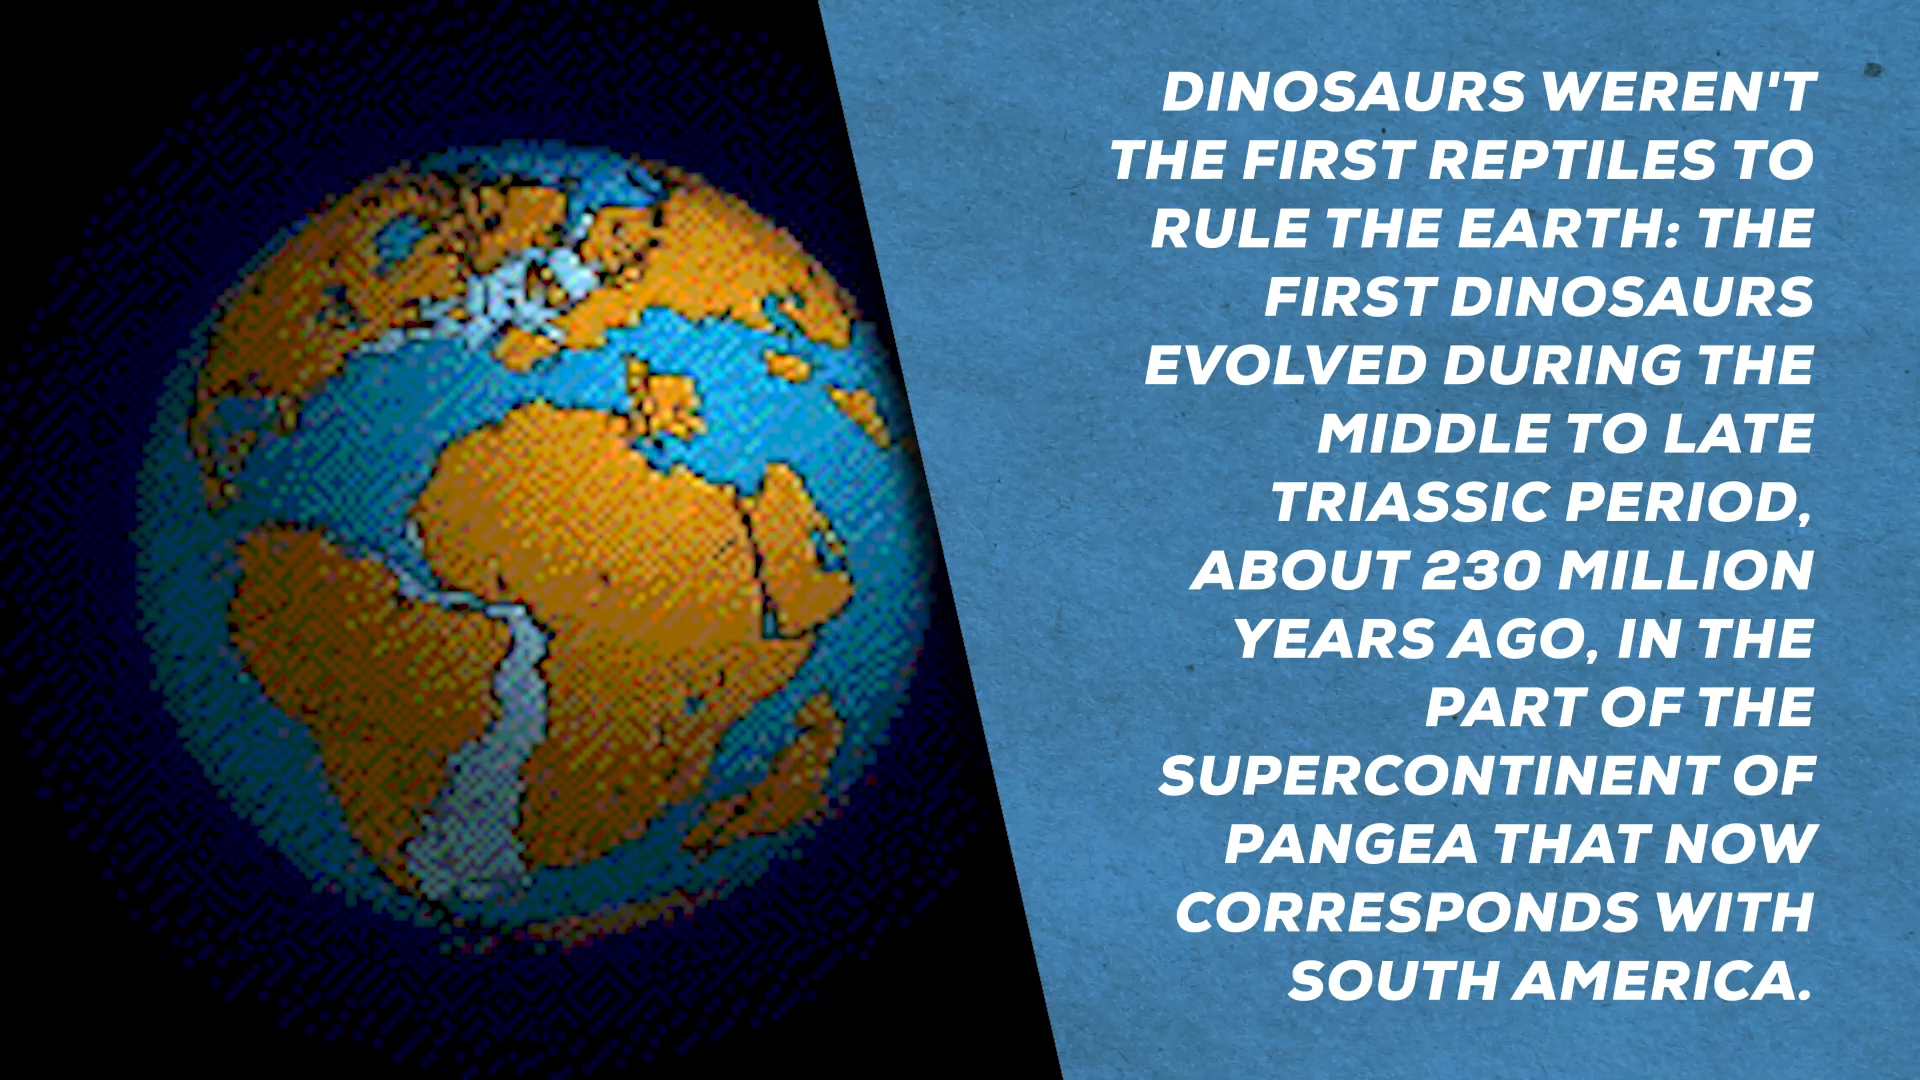 DINOSAURS WEREN'T
THE FIRST REPTILES TO
RULE THE EARTH: THE
FIRST DINOSAURS
EVOLVED DURING THE
MIDDLE TO LATE
TRIASSIC PERIOD,
ABOUT 230 MILLION
YEARS AGO, IN THE
PART OF THE
SUPERCONTINENT OF
PANGEA THAT NOW
CORRESPONDS WITH
SOUTH AMERICA.